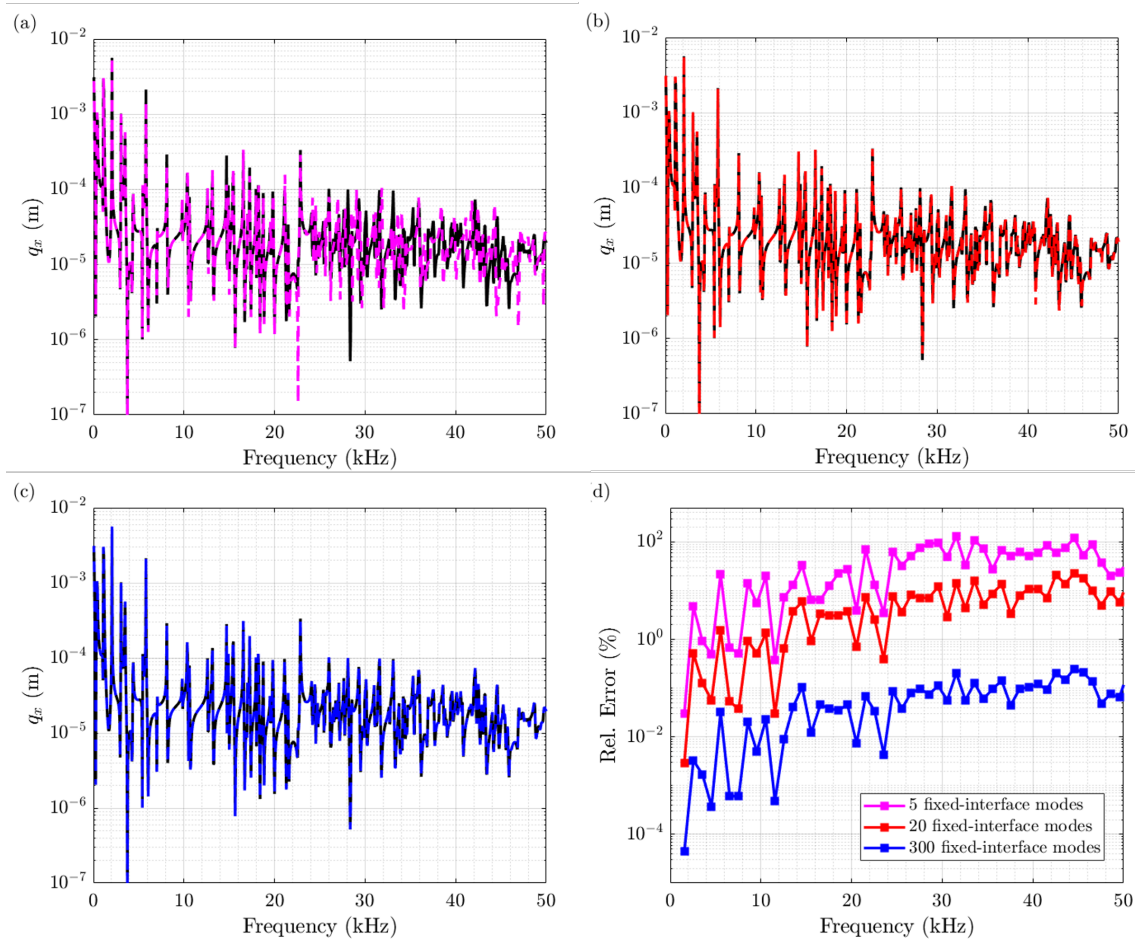 (a)
10^-2
10^-3
10^-4
10^-5
10^-6
10^-7
q_x (m)
0 10 20 30 40 50
Frequency (kHz)
(b)
10^-2
10^-3
10^-4
10^-5
10^-6
10^-7
q_x (m)
0 10 20 30 40 50
Frequency (kHz)
(c)
10^-2
10^-3
10^-4
10^-5
10^-6
10^-7
q_x (m)
0 10 20 30 40 50
Frequency (kHz)
d)
10^2
10^0
10^-2
10^-4
Rel. Error (%)
5 fixed-interface modes
20 fixed-interface modes
300 fixed-interface modes
0 10 20 30 40 50
Frequency (kHz)